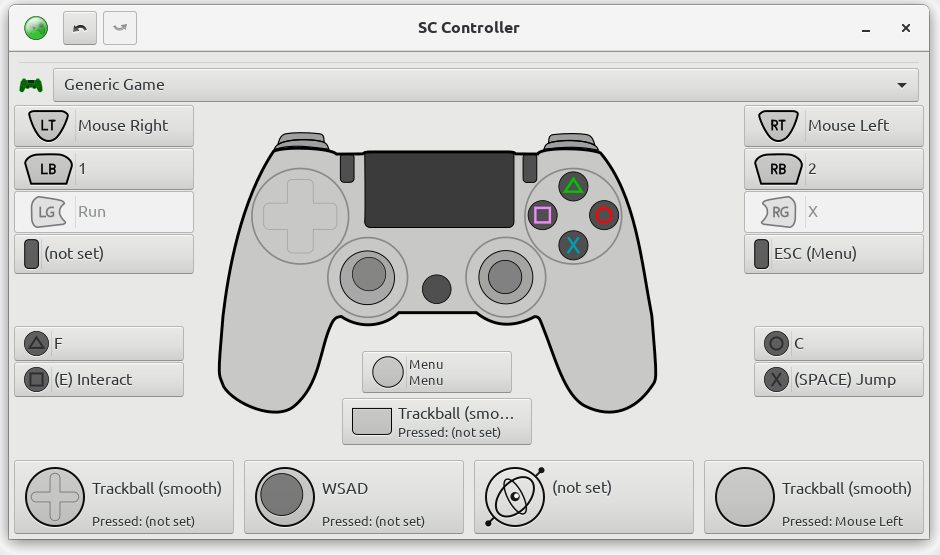 SC Controller
Generic Game
LT Mouse Right
RT Mouse Left
LB 1
RB 2
LG Run
RG X
(not set)
ESC (Menu)
X
F
C
(E) Interact
X (SPACE) Jump
Menu
Menu
Trackball (smo...
Pressed: (not set)
Trackball (smooth)
Pressed: (not set)
WSAD
Pressed: (not set)
(not set)
Trackball (smooth)
Pressed: Mouse Left